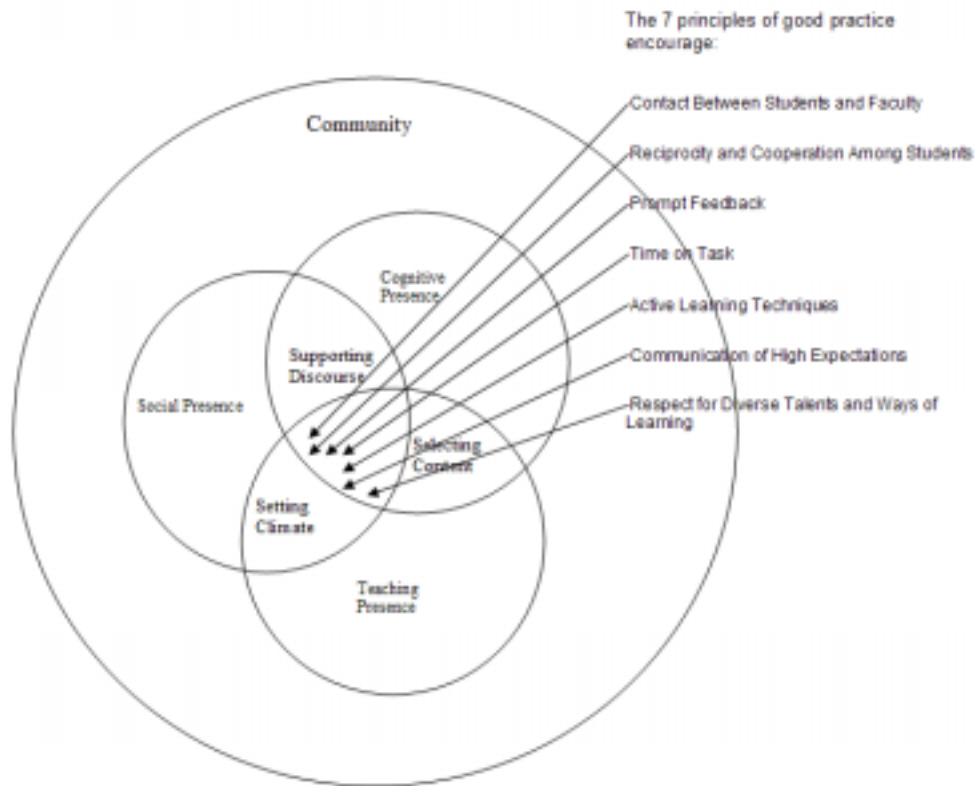 The 7 principles of good practice
encourage:
Contact Between Students and Faculty
Community
Reciprocity and Cooperation Among Students
Prompt Feedback
Time on Task
Cognitive
Presence
Active Learning Techniques
Supporting
Discourse
Communication of High Expectations
Social Presence
Respect for Diverse Talents and Ways of
Learning
Selecting
Content
Setting
Climate
Teaching
Presence